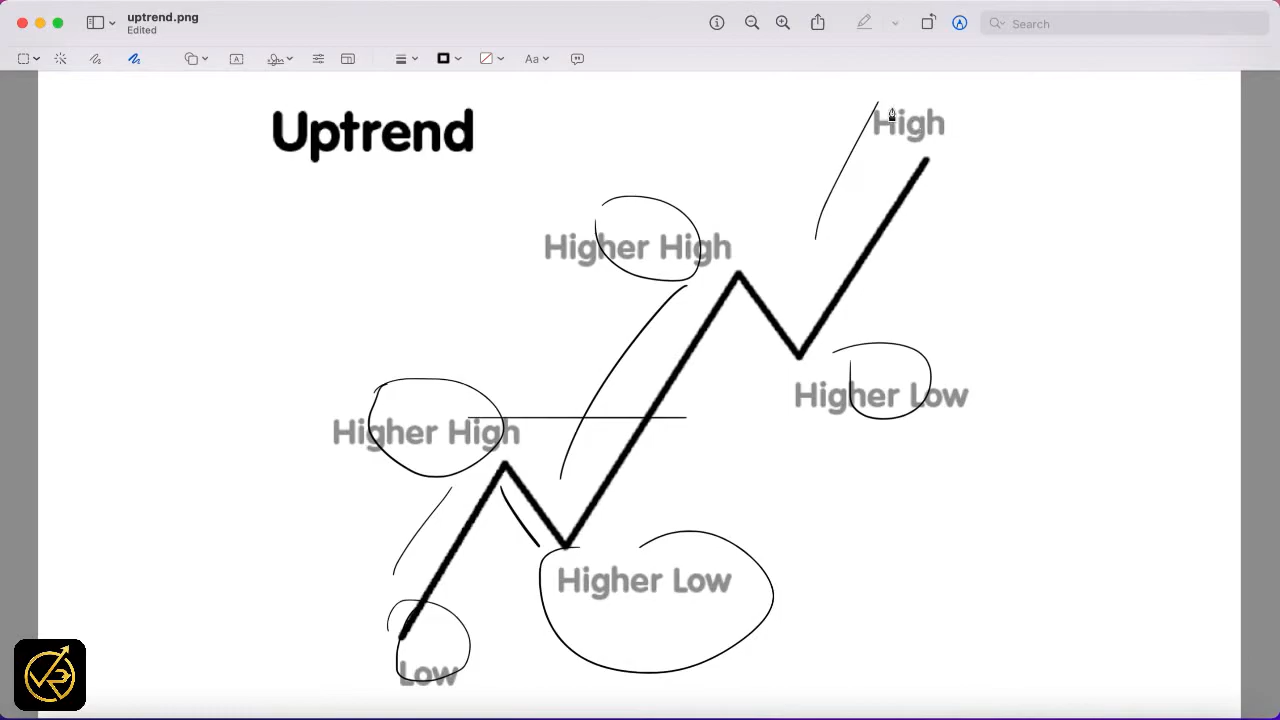 uptrend.png
Edited
Search
Aa
Uptrend
High
Higher High
Higher Low
Higher High
Higher Low
Low